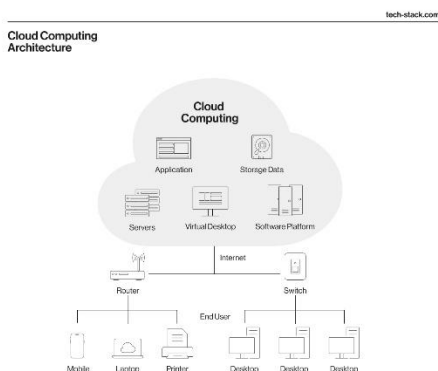 tech-stack.com
Cloud Computing
Architecture
Cloud
Computing
Application
Storage Data
Servers
Virtual Desktop
Software Platform
Internet
Router
Switch
End User
Mobile
Laptop
Printer
Desktop
Desktop
Desktop